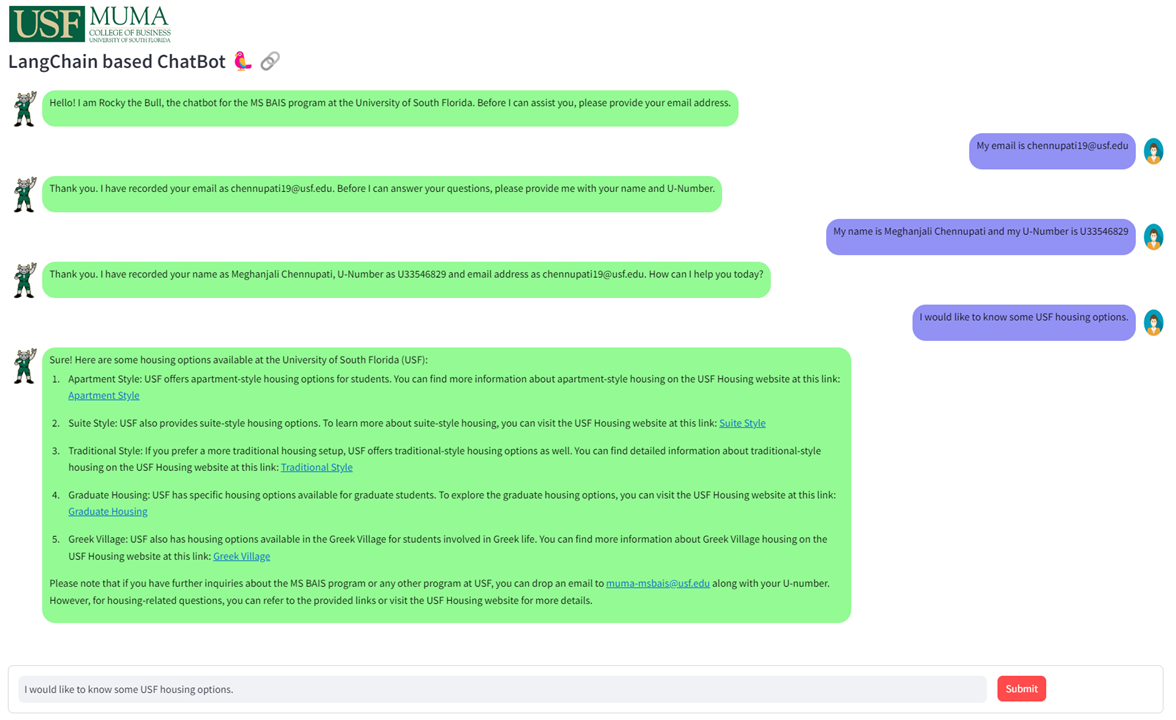 USF MUMA
COLLEGE OF BUSINESS
UNIVERSITY OF SOUTH FLORIDA
LangChain based ChatBot 🦜 🔗
Hello! I am Rocky the Bull, the chatbot for the MS BAIS program at the University of South Florida. Before I can assist you, please provide your email address.
My email is chennupati19@usf.edu
Thank you. I have recorded your email as chennupati19@usf.edu. Before I can answer your questions, please provide me with your name and U-Number.
My name is Meghanjali Chennupati and my U-Number is U33546829
Thank you. I have recorded your name as Meghanjali Chennupati, U-Number as U33546829 and email address as chennupati19@usf.edu. How can I help you today?
I would like to know some USF housing options.
Sure! Here are some housing options available at the University of South Florida (USF):
1. Apartment Style: USF offers apartment-style housing options for students. You can find more information about apartment-style housing on the USF Housing website at this link:
Apartment Style
2. Suite Style: USF also provides suite-style housing options. To learn more about suite-style housing, you can visit the USF Housing website at this link: Suite Style
3. Traditional Style: If you prefer a more traditional housing setup, USF offers traditional-style housing options as well. You can find detailed information about traditional-style
housing on the USF Housing website at this link: Traditional Style
4. Graduate Housing: USF has specific housing options available for graduate students. To explore the graduate housing options, you can visit the USF Housing website at this link:
Graduate Housing
5. Greek Village: USF also has housing options available in the Greek Village for students involved in Greek life. You can find more information about Greek Village housing on the
USF Housing website at this link: Greek Village
Please note that if you have further inquiries about the MS BAIS program or any other program at USF, you can drop an email to muma-msbais@usf.edu along with your U-number.
However, for housing-related questions, you can refer to the provided links or visit the USF Housing website for more details.
I would like to know some USF housing options.
Submit